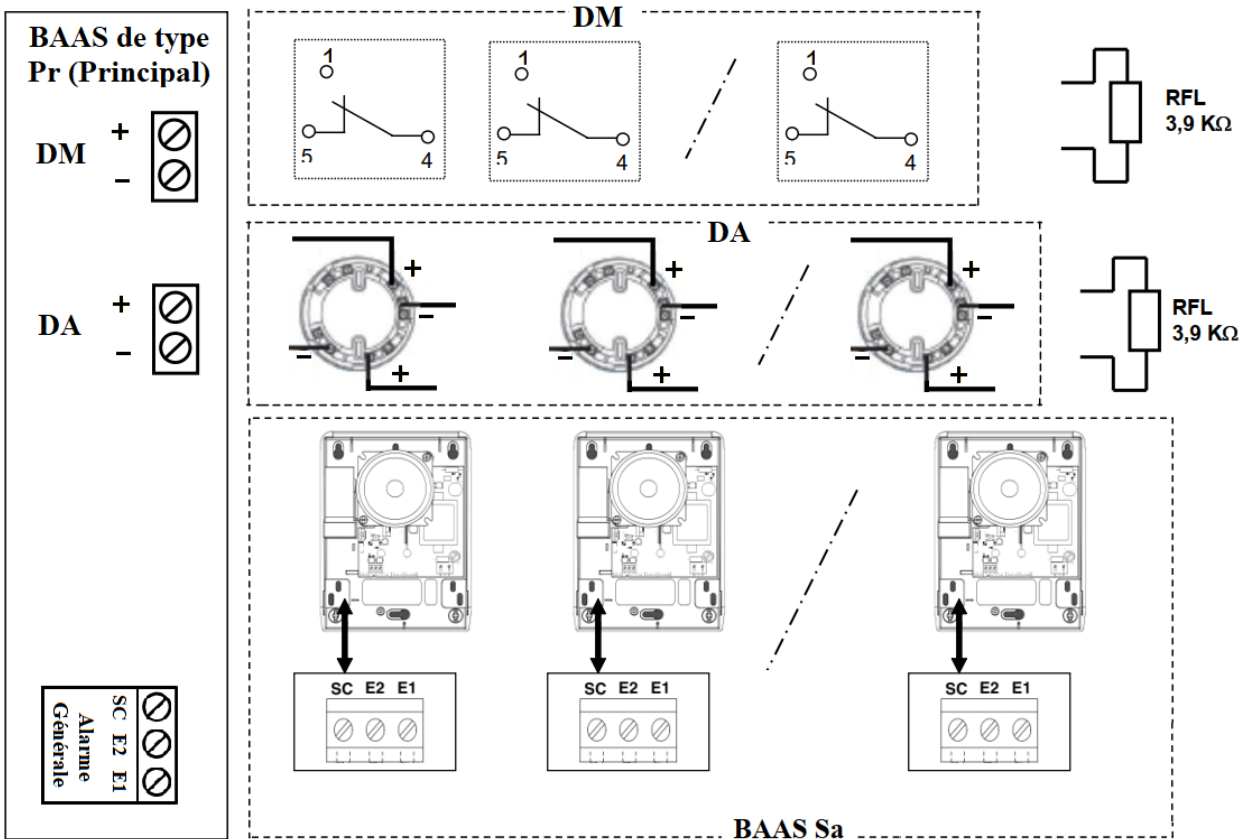 BAAS de type
Pr (Principal)
DM
+
–
DA
+
–
SC E2 E1
Alarme
Générale
DM
1
5
4
1
5
4
1
5
4
RFL
3,9 KΩ
DA
+
–
–
+
+
–
–
+
+
–
–
+
RFL
3,9 KΩ
SC E2 E1
SC E2 E1
SC E2 E1
BAAS Sa